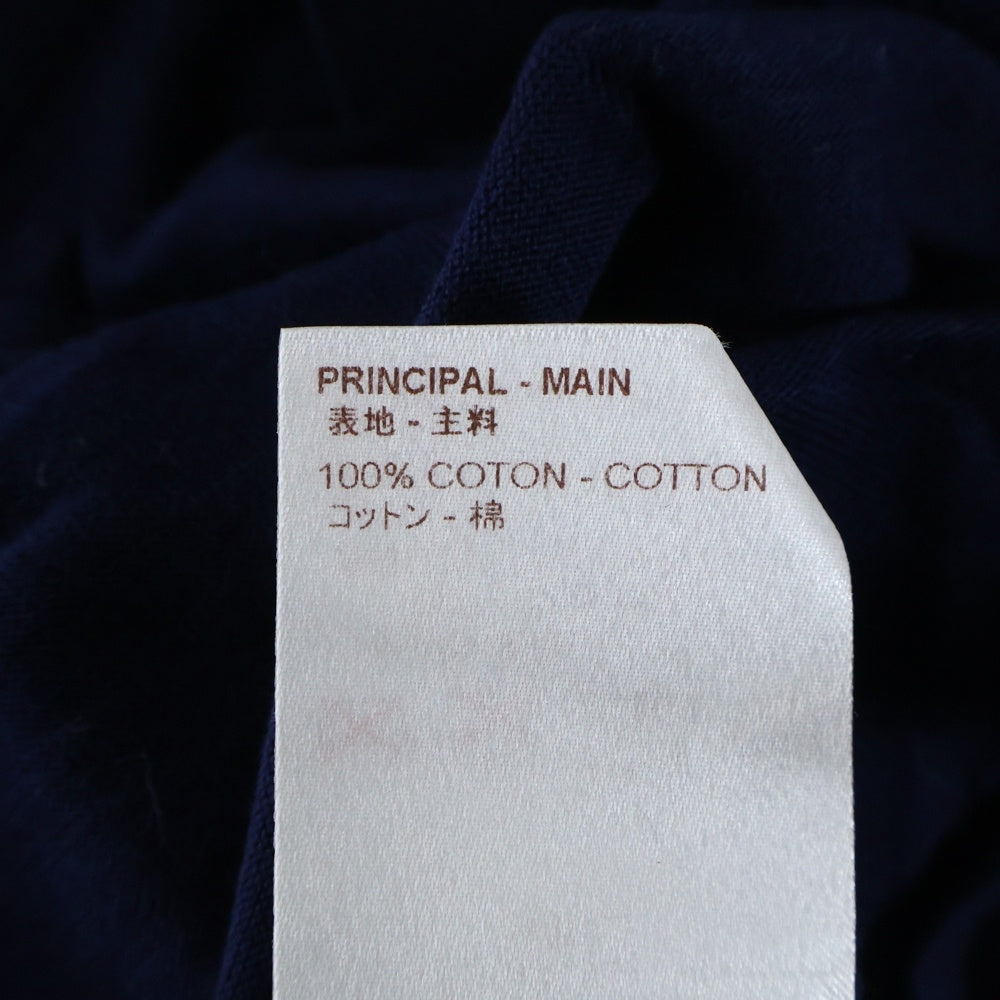 PRINCIPAL - MAIN
表地 - 主料
100% COTON - COTTON
コットン - 棉